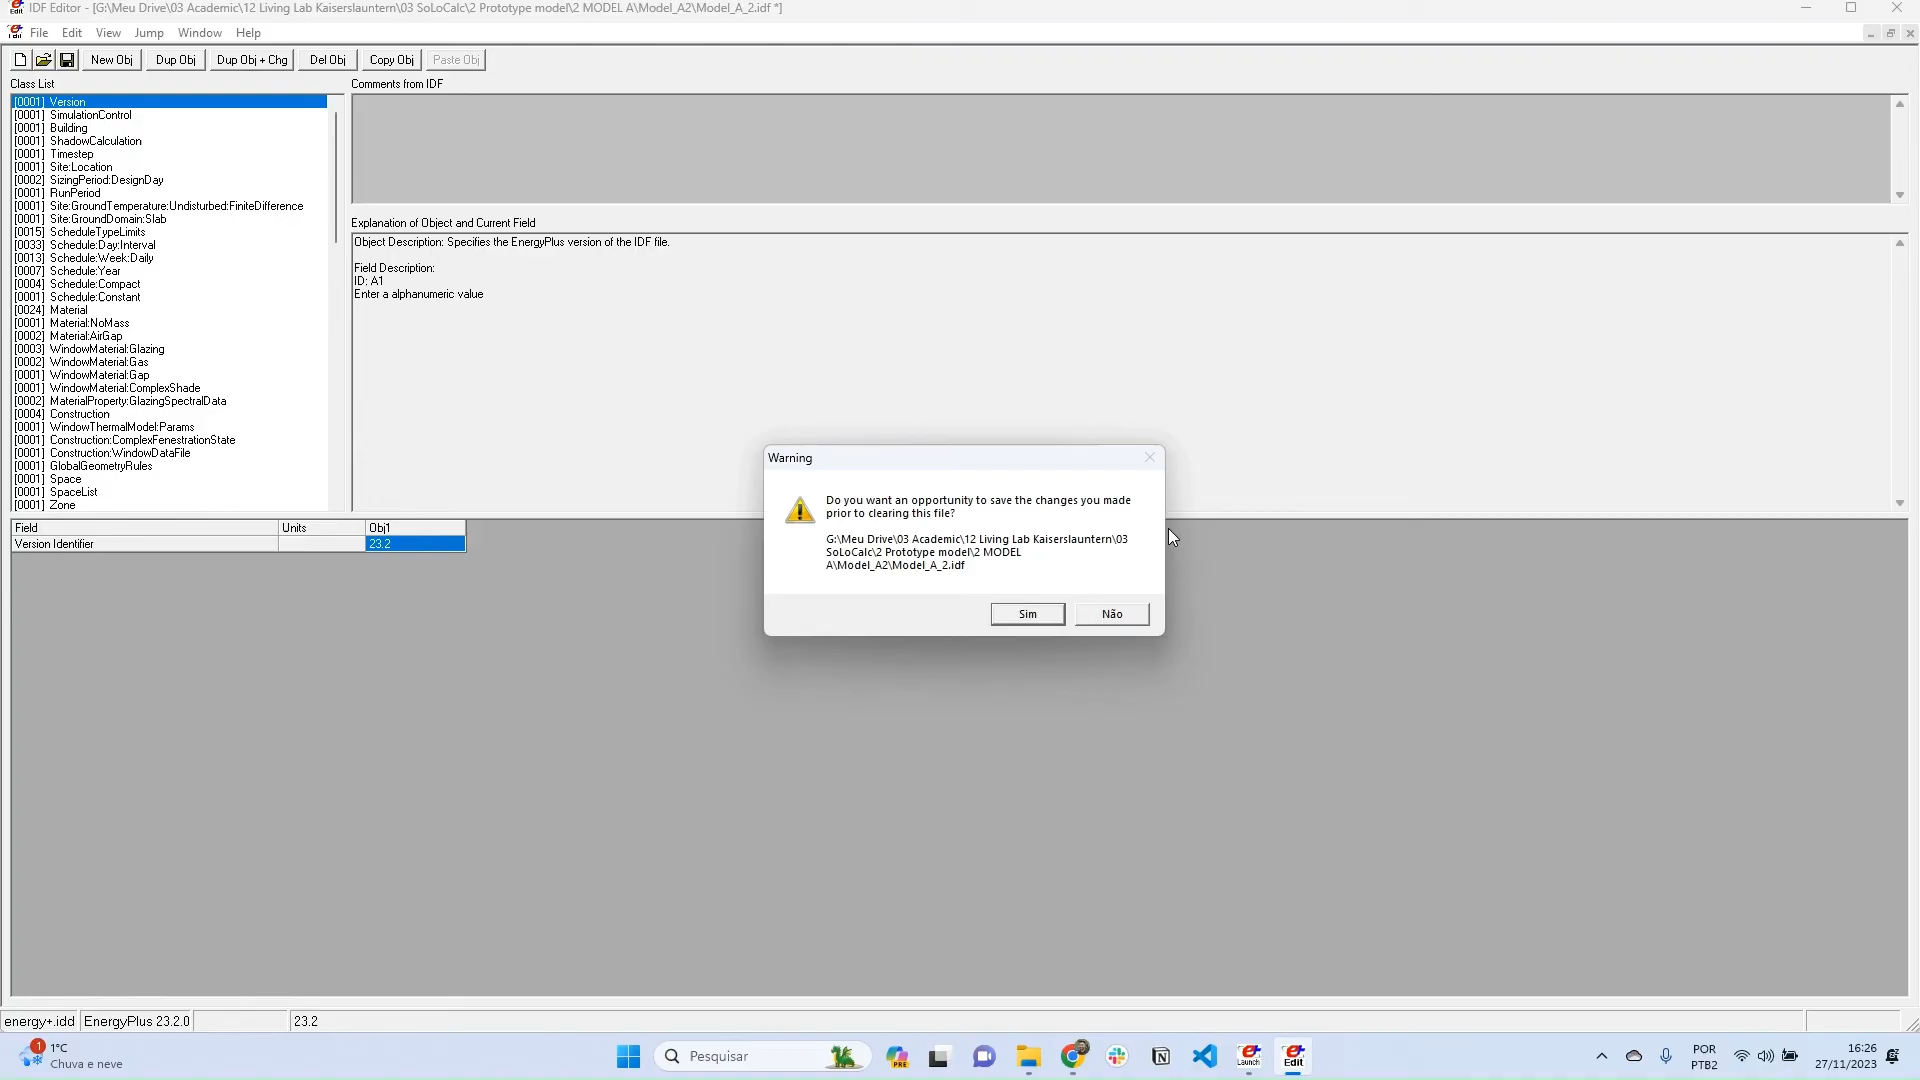 IDF Editor - [G:\Meu Drive\03 Academic\12 Living Lab Kaiserslauntern\03 SoLoCalc\2 Prototype model\2 MODEL A\Model_A2\Model_A_2.idf *]
File Edit View Jump Window Help
New Obj Dup Obj Dup Obj + Chg Del Obj Copy Obj Paste Obj
Class List
[0001] Version
[0001] SimulationControl
[0001] Building
[0001] ShadowCalculation
[0001] Timestep
[0001] Site:Location
[0002] SizingPeriod:DesignDay
[0001] RunPeriod
[0001] Site:GroundTemperature:Undisturbed:FiniteDifference
[0001] Site:GroundDomain:Slab
[0015] ScheduleTypeLimits
[0033] Schedule:Day:Interval
[0013] Schedule:Week:Daily
[0007] Schedule:Year
[0004] Schedule:Compact
[0001] Schedule:Constant
[0024] Material
[0001] Material:NoMass
[0002] Material:AirGap
[0003] WindowMaterial:Glazing
[0002] WindowMaterial:Gas
[0001] WindowMaterial:Gap
[0001] WindowMaterial:ComplexShade
[0002] MaterialProperty:GlazingSpectralData
[0004] Construction
[0001] WindowThermalModel:Params
[0001] Construction:ComplexFenestrationState
[0001] Construction:WindowDataFile
[0001] GlobalGeometryRules
[0001] Space
[0001] SpaceList
[0001] Zone
Comments from IDF
Explanation of Object and Current Field
Object Description: Specifies the EnergyPlus version of the IDF file.
Field Description:
ID: A1
Enter a alphanumeric value
Field Units Obj1
Version Identifier 23.2
Warning
Do you want an opportunity to save the changes you made
prior to clearing this file?
G:\Meu Drive\03 Academic\12 Living Lab Kaiserslauntern\03
SoLoCalc\2 Prototype model\2 MODEL
A\Model_A2\Model_A_2.idf
Sim Não
energy+.idd EnergyPlus 23.2.0 23.2
1
1°C
Chuva e neve
Pesquisar
PRE
Launch
Edit
POR
PTB2
16:26
27/11/2023